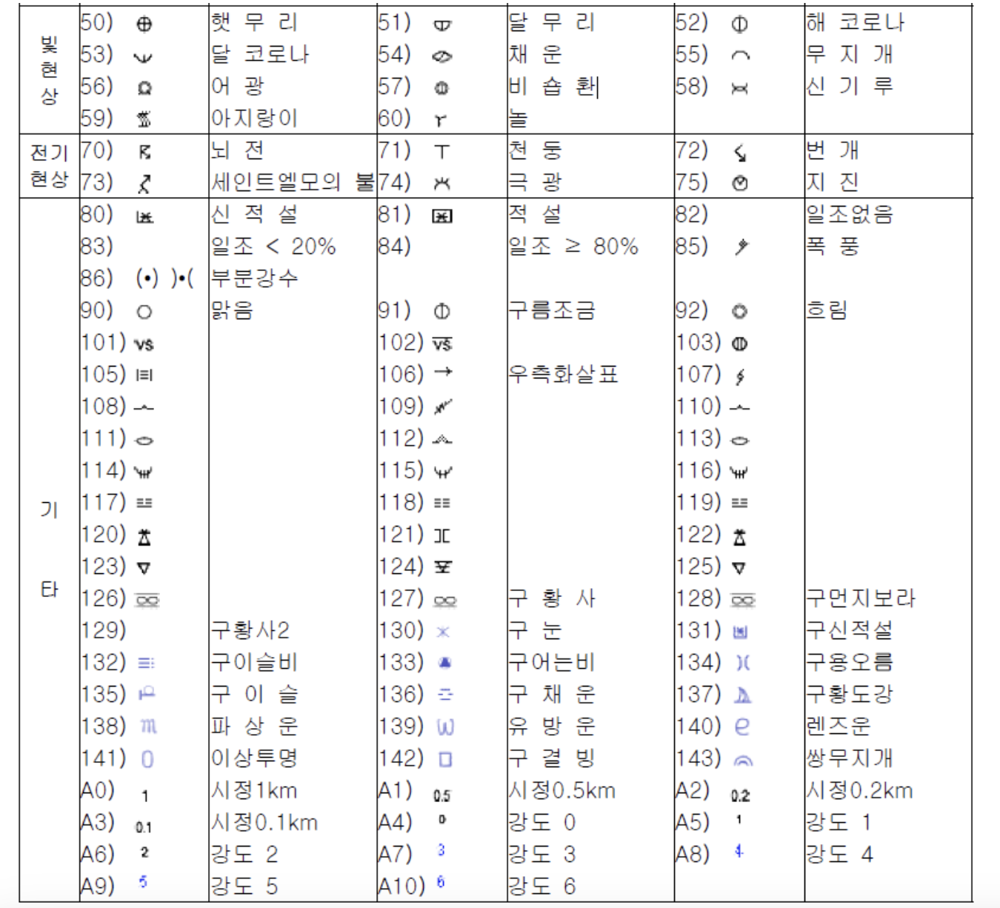 빛현상
50) 햇 무 리 51) 달 무 리 52) 해 코로나
53) 달 코로나 54) 채 운 55) 무 지 개
56) 어 광 57) 비 숍 환 58) 신 기 루
59) 아지랑이 60) 놀
전기현상
70) 뇌 전 71) 천 둥 72) 번 개
73) 세인트엘모의 불 74) 극 광 75) 지 진
기 타
80) 신 적 설 81) 적 설 82) 일조없음
83) 일조 < 20% 84) 일조 ≥ 80% 85) 폭 풍
86) (•) )•( 부분강수
90) 맑음 91) 구름조금 92) 흐림
101) 102) 103)
105) 106) → 우측화살표 107)
108) 109) 110)
111) 112) 113)
114) 115) 116)
117) 118) 119)
120) 121) 122)
123) 124) 125)
126) 127) 구 황 사 128) 구먼지보라
129) 구황사2 130) 구 눈 131) 구신적설
132) 구이슬비 133) 구어는비 134) 구용오름
135) 구 이 슬 136) 구 채 운 137) 구황도강
138) 파 상 운 139) 유 방 운 140) 렌즈운
141) 이상투명 142) 구 결 빙 143) 쌍무지개
A0) 1 시정1km A1) 0.5 시정0.5km A2) 0.2 시정0.2km
A3) 0.1 시정0.1km A4) 0 강도 0 A5) 1 강도 1
A6) 2 강도 2 A7) 3 강도 3 A8) 4 강도 4
A9) 5 강도 5 A10) 6 강도 6